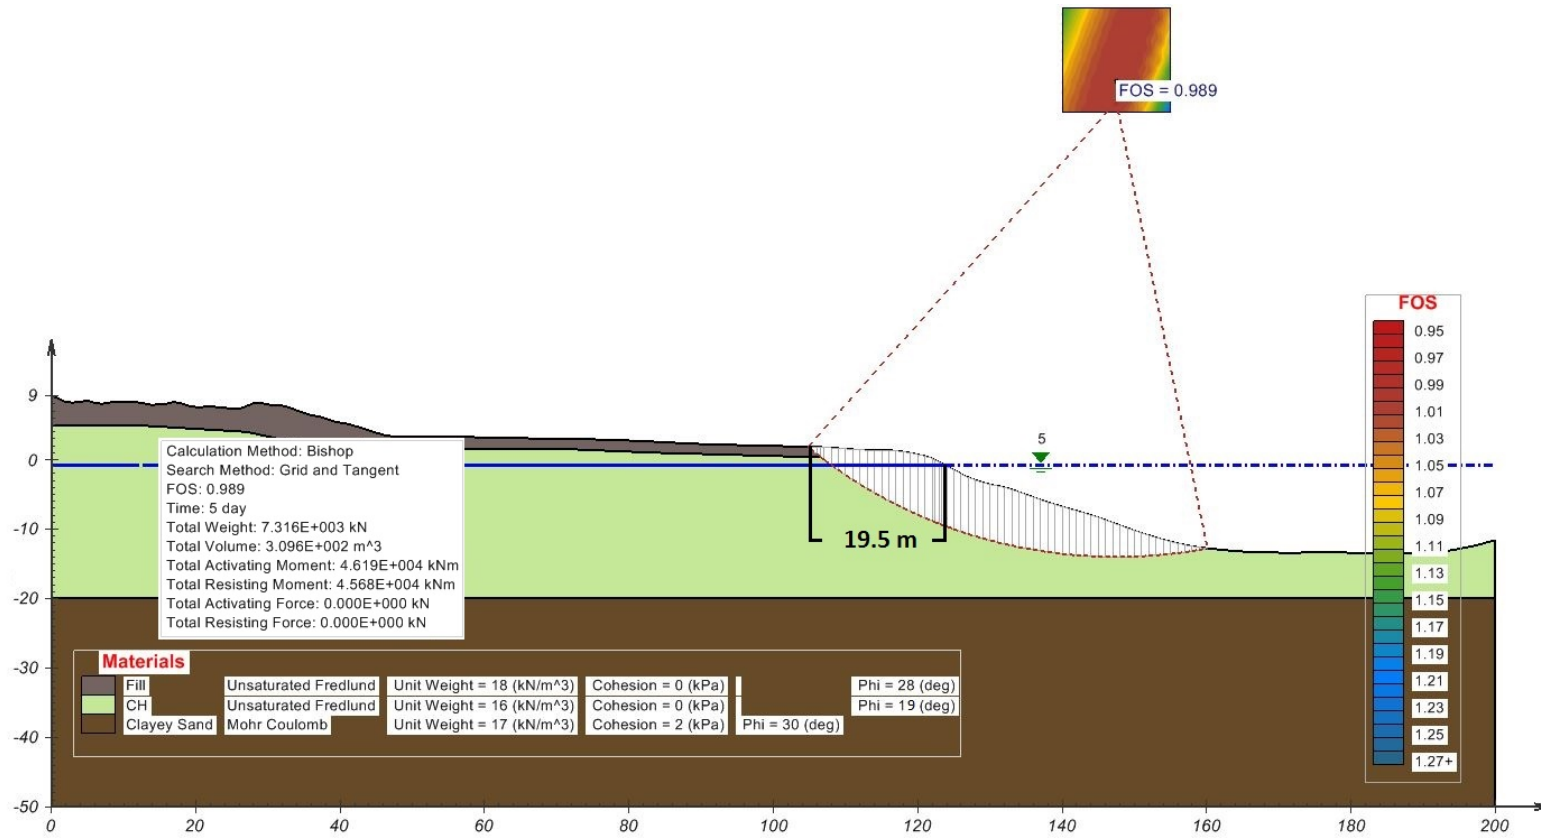 FOS = 0.989
FOS
0.95
0.97
0.99
1.01
1.03
1.05
1.07
1.09
1.11
1.13
1.15
1.17
1.19
1.21
1.23
1.25
1.27+
9
0
-10
-20
-30
-40
-50
5
19.5 m
Calculation Method: Bishop
Search Method: Grid and Tangent
FOS: 0.989
Time: 5 day
Total Weight: 7.316E+003 kN
Total Volume: 3.096E+002 m^3
Total Activating Moment: 4.619E+004 kNm
Total Resisting Moment: 4.568E+004 kNm
Total Activating Force: 0.000E+000 kN
Total Resisting Force: 0.000E+000 kN
Materials
Fill Unsaturated Fredlund Unit Weight = 18 (kN/m^3) Cohesion = 0 (kPa) Phi = 28 (deg)
CH Unsaturated Fredlund Unit Weight = 16 (kN/m^3) Cohesion = 0 (kPa) Phi = 19 (deg)
Clayey Sand Mohr Coulomb Unit Weight = 17 (kN/m^3) Cohesion = 2 (kPa) Phi = 30 (deg)
0 20 40 60 80 100 120 140 160 180 200